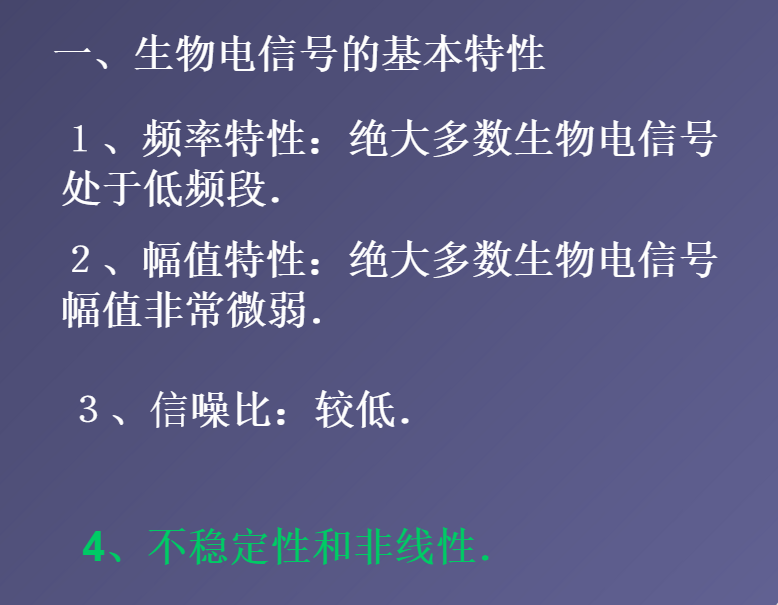 一、生物电信号的基本特性
１、频率特性：绝大多数生物电信号
处于低频段．
２、幅值特性：绝大多数生物电信号
幅值非常微弱．
３、信噪比：较低．
4、不稳定性和非线性．